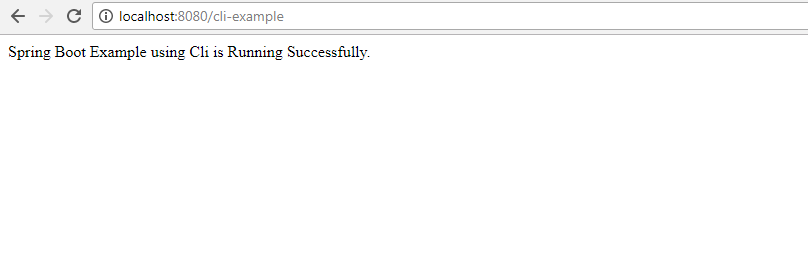 localhost:8080/cli-example
Spring Boot Example using Cli is Running Successfully.